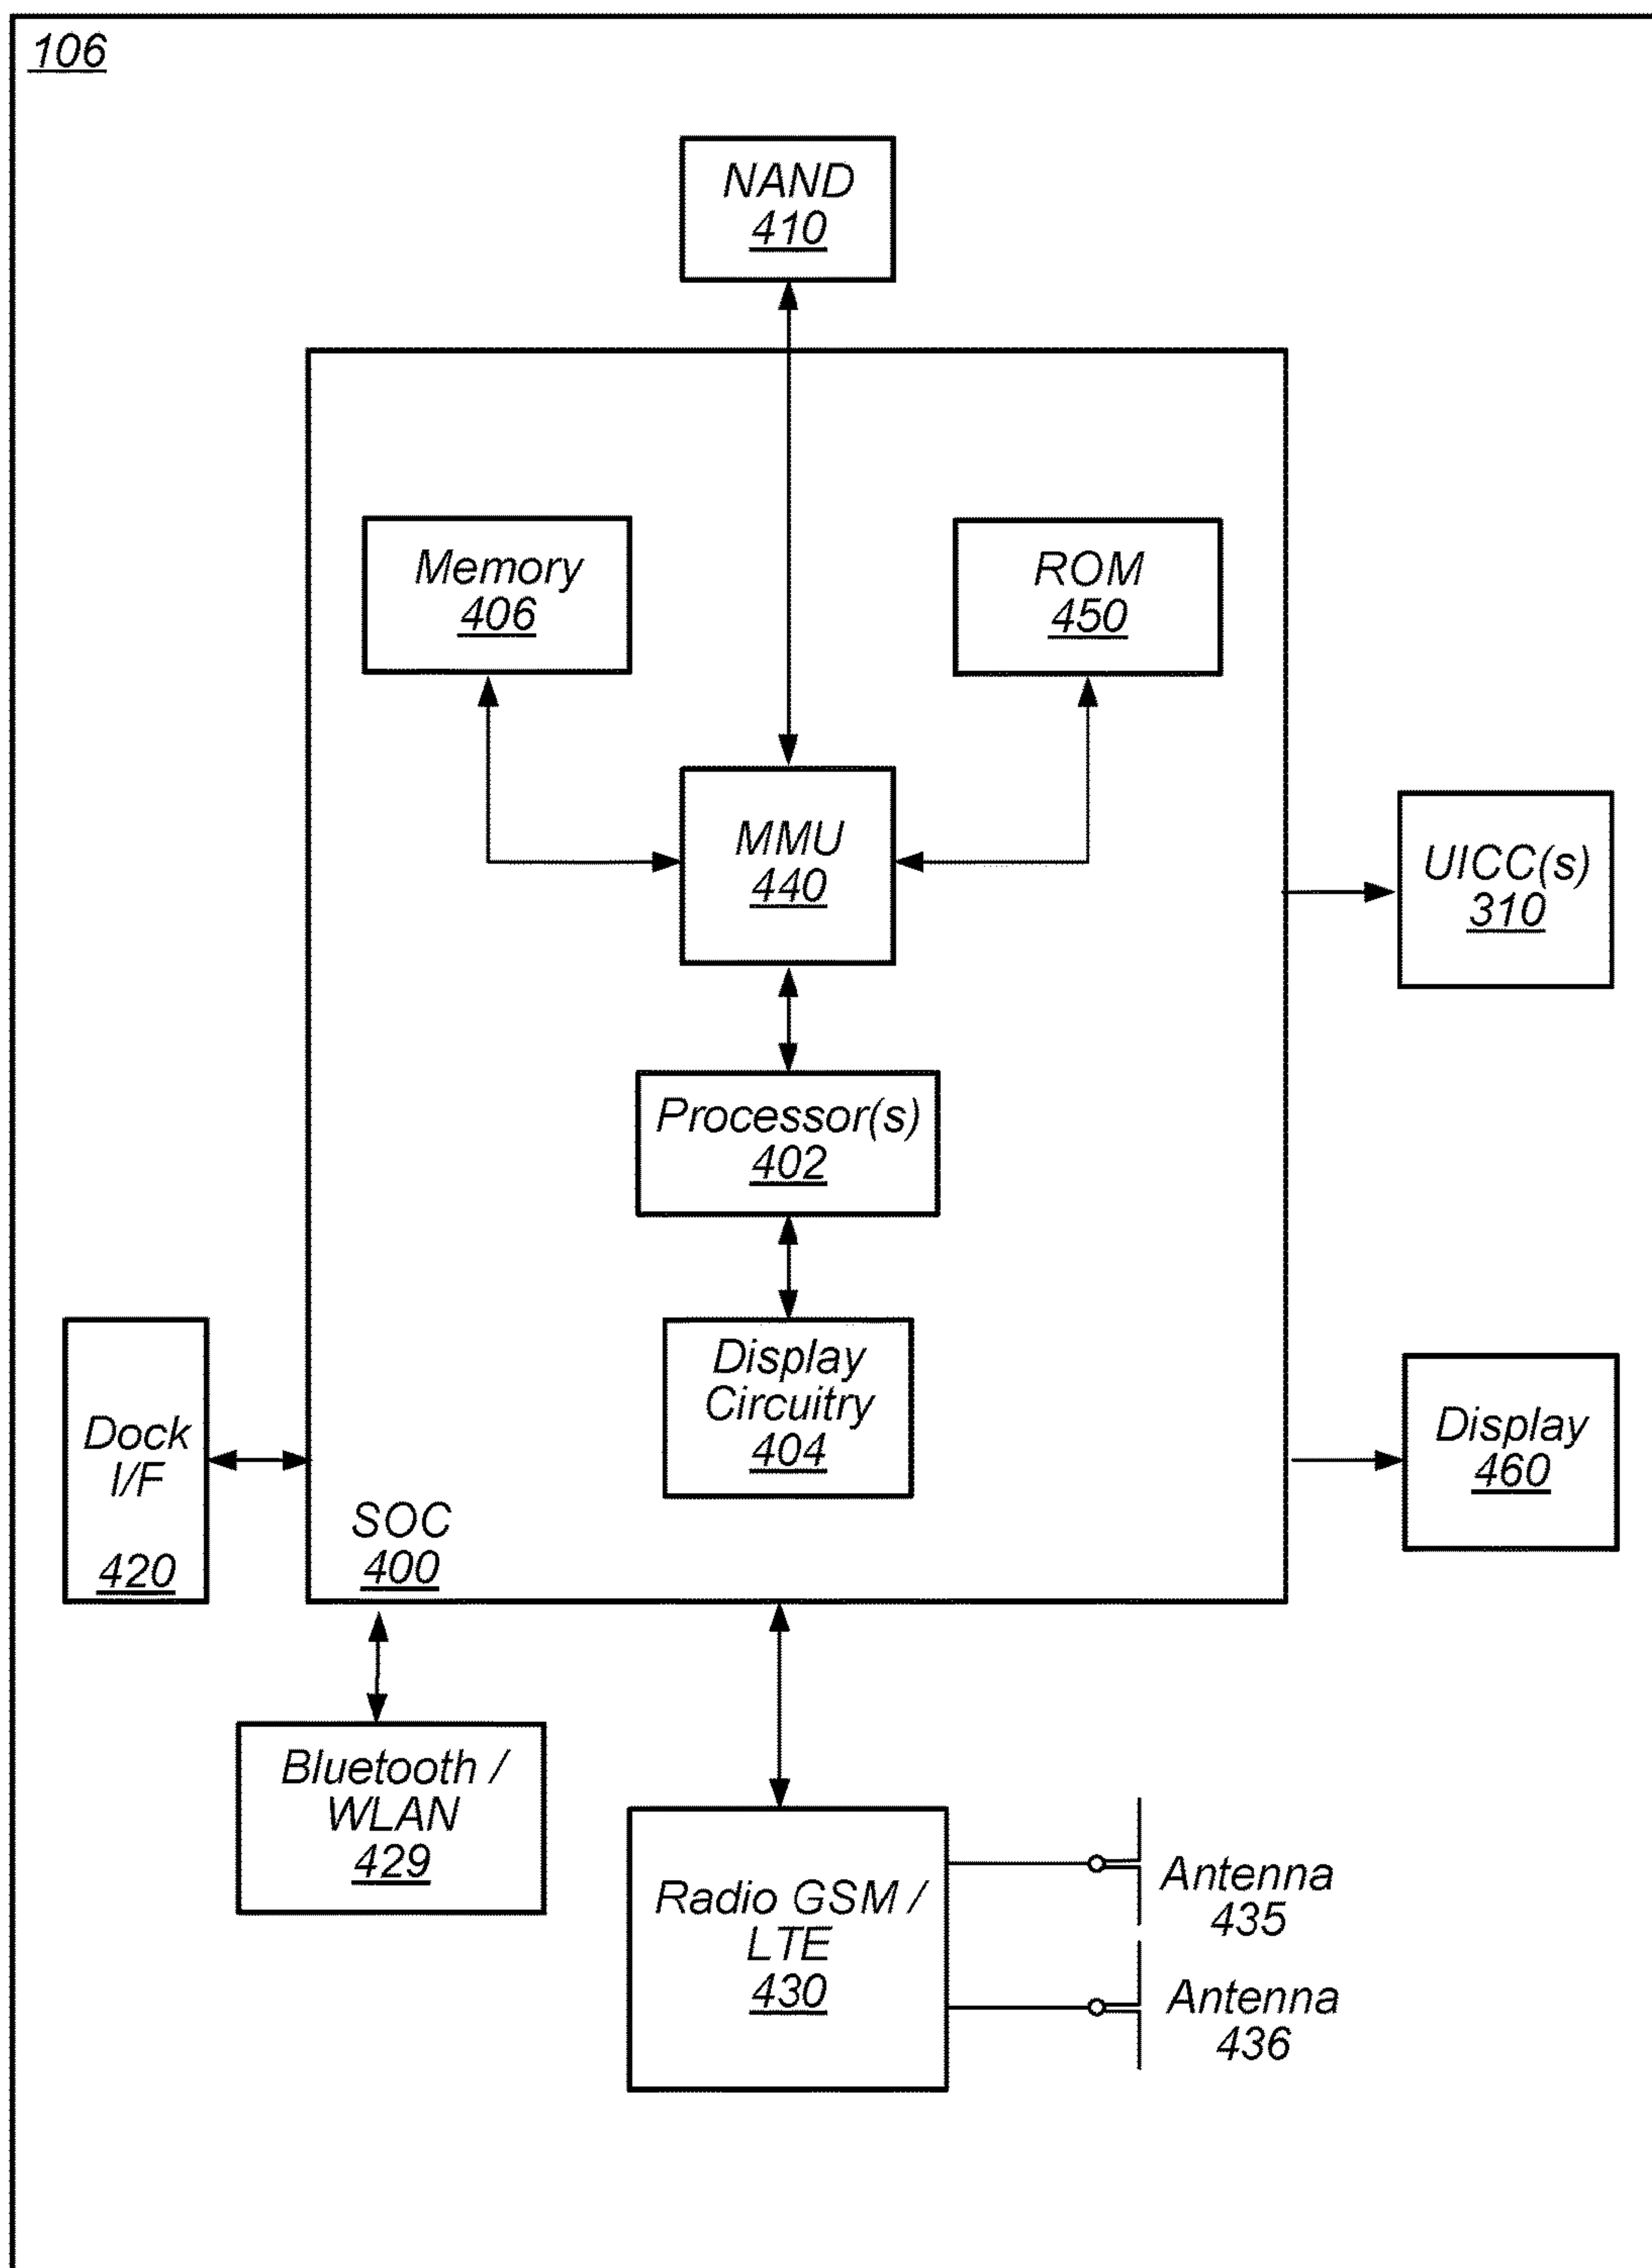 106
NAND
410
Memory
406
ROM
450
MMU
440
UICC(s)
310
Processor(s)
402
Display
Circuitry
404
Dock
I/F
420
Display
460
SOC
400
Bluetooth /
WLAN
429
Radio GSM /
LTE
430
Antenna
435
Antenna
436